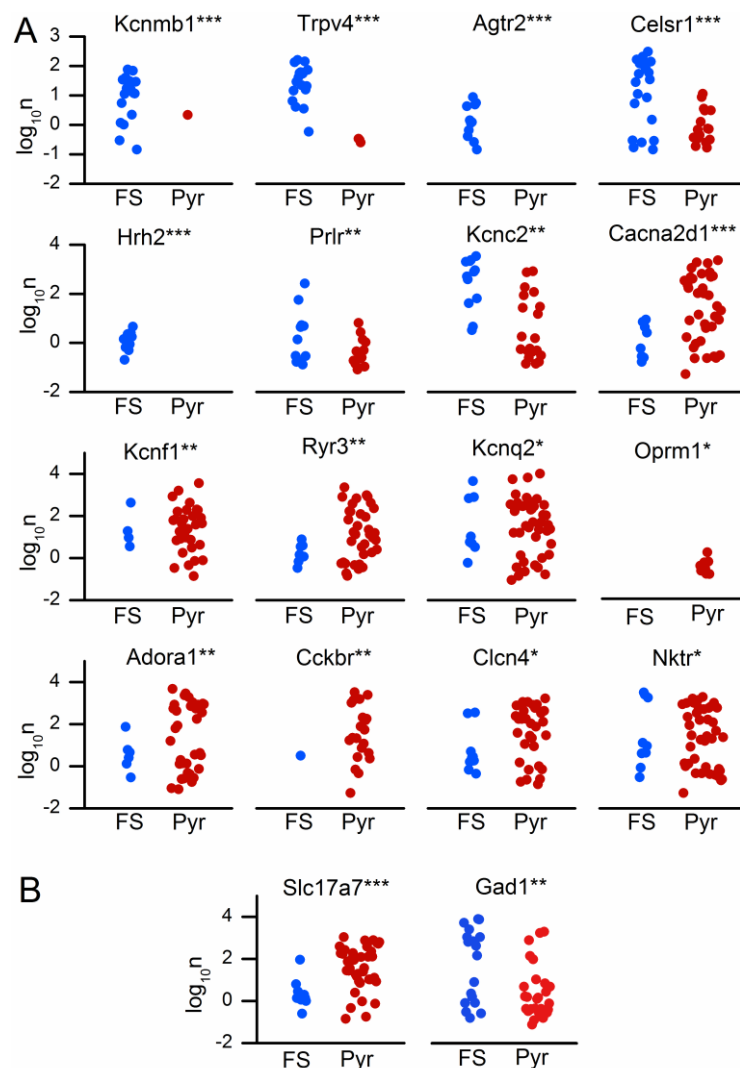 A
Kcnmb1*** Trpv4*** Agtr2*** Celsr1***
3
2
1
0
-1
-2
log10n
FS Pyr FS Pyr FS Pyr FS Pyr
Hrh2*** Prlr** Kcnc2** Cacna2d1***
4
2
0
-2
log10n
FS Pyr FS Pyr FS Pyr FS Pyr
Kcnf1** Ryr3** Kcnq2* Oprm1*
4
2
0
-2
log10n
FS Pyr FS Pyr FS Pyr FS Pyr
Adora1** Cckbr** Clcn4* Nktr*
4
2
0
-2
log10n
FS Pyr FS Pyr FS Pyr FS Pyr
B
Slc17a7*** Gad1**
4
2
0
-2
log10n
FS Pyr FS Pyr